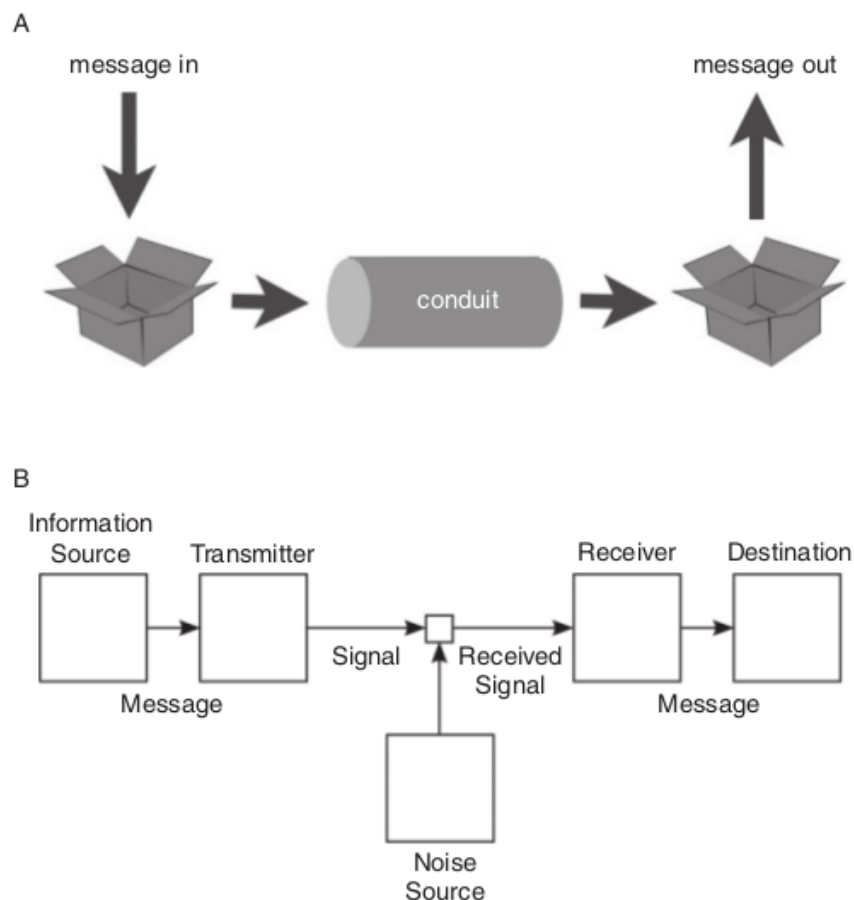 A
message in
message out
conduit
B
Information
Source
Transmitter
Receiver
Destination
Signal
Received
Signal
Message
Message
Noise
Source